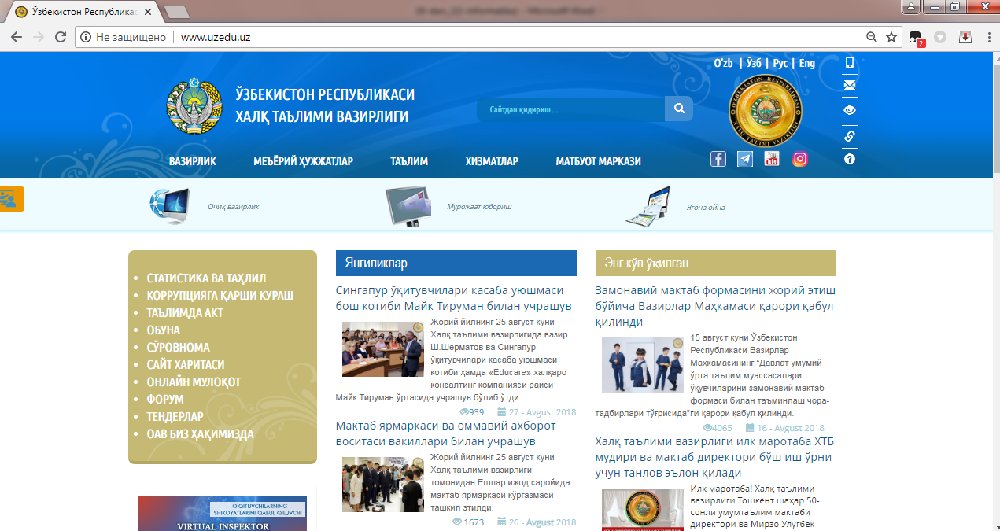 Ўзбекистон Республикас
Не защищено
www.uzedu.uz
2
O'zb | Ўзб | Рус | Eng
ЎЗБЕКИСТОН РЕСПУБЛИКАСИ
ХАЛҚ ТАЪЛИМИ ВАЗИРЛИГИ
Сайтдан қидириш ...
O'ZBEKISTON RESPUBLIKASI
XALQ TA'LIMI VAZIRLIGI
ВАЗИРЛИК
МЕЪЁРИЙ ҲУЖЖАТЛАР
ТАЪЛИМ
ХИЗМАТЛАР
МАТБУОТ МАРКАЗИ
Очиқ вазирлик
Мурожаат юбориш
Ягона ойна
СТАТИСТИКА ВА ТАҲЛИЛ
КОРРУПЦИЯГА ҚАРШИ КУРАШ
ТАЪЛИМДА АКТ
ОБУНА
СЎРОВНОМА
САЙТ ХАРИТАСИ
ОНЛАЙН МУЛОҚОТ
ФОРУМ
ТЕНДЕРЛАР
ОАВ БИЗ ҲАҚИМИЗДА
O'QITUVCHILARNING
SHIKOYATLARINI QABUL QILUVCHI
VIRTUAL INSPEKTOR
Янгиликлар
Сингапур ўқитувчилари касаба уюшмаси
бош котиби Майк Тируман билан учрашув
Жорий йилнинг 25 август куни
Халқ таълими вазирлигида вазир
Ш.Шерматов ва Сингапур
ўқитувчилари касаба уюшмаси
котиби ҳамда «Educare» халқаро
консалтинг компанияси раиси
Майк Тируман ўртасида учрашув бўлиб ўтди.
939 27 - Avgust 2018
Мактаб ярмаркаси ва оммавий ахборот
воситаси вакиллари билан учрашув
Жорий йилнинг 25 август куни
Халқ таълими вазирлиги
томонидан Ёшлар ижод саройида
мактаб ярмаркаси кўргазмаси
ташкил этилди.
1673 26 - Avgust 2018
Энг кўп ўқилган
Замонавий мактаб формасини жорий этиш
бўйича Вазирлар Маҳкамаси қарори қабул
қилинди
15 август куни Ўзбекистон
Республикаси Вазирлар
Маҳкамасининг “Давлат умумий
ўрта таълим муассасалари
ўқувчиларини замонавий мактаб
формаси билан таъминлаш чора-
тадбирлари тўғрисида”ги қарори қабул қилинди.
4065 16 - Avgust 2018
Халқ таълими вазирлиги илк маротаба ХТБ
мудири ва мактаб директори бўш иш ўрни
учун танлов эълон қилади
Илк маротаба! Халқ таълими
вазирлиги Тошкент шаҳар 50-
сонли умумтаълим мактаби
директори ва Мирзо Улуғбек